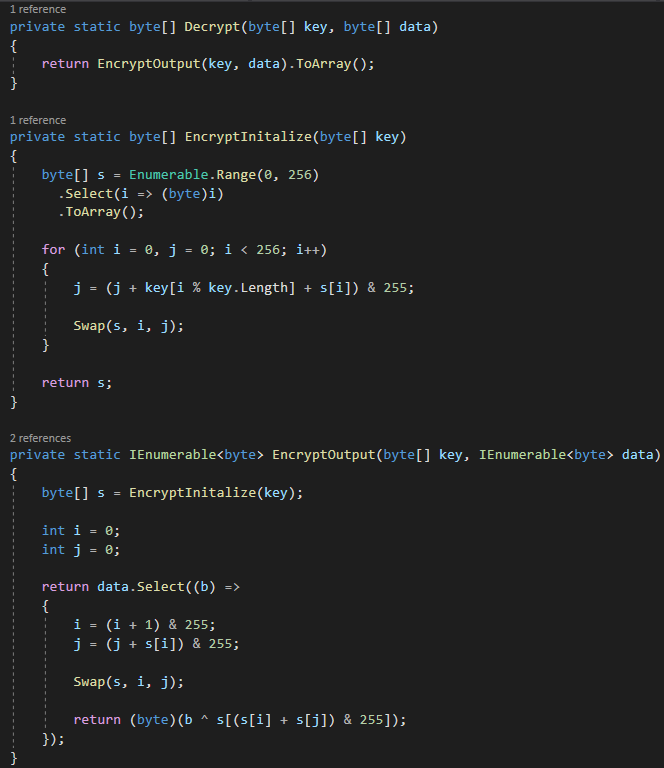 1 reference
private static byte[] Decrypt(byte[] key, byte[] data)
{
    return EncryptOutput(key, data).ToArray();
}
1 reference
private static byte[] EncryptInitalize(byte[] key)
{
    byte[] s = Enumerable.Range(0, 256)
      .Select(i => (byte)i)
      .ToArray();
    for (int i = 0, j = 0; i < 256; i++)
    {
        j = (j + key[i % key.Length] + s[i]) & 255;
        Swap(s, i, j);
    }
    return s;
}
2 references
private static IEnumerable<byte> EncryptOutput(byte[] key, IEnumerable<byte> data)
{
    byte[] s = EncryptInitalize(key);
    int i = 0;
    int j = 0;
    return data.Select((b) =>
    {
        i = (i + 1) & 255;
        j = (j + s[i]) & 255;
        Swap(s, i, j);
        return (byte)(b ^ s[(s[i] + s[j]) & 255]);
    });
}